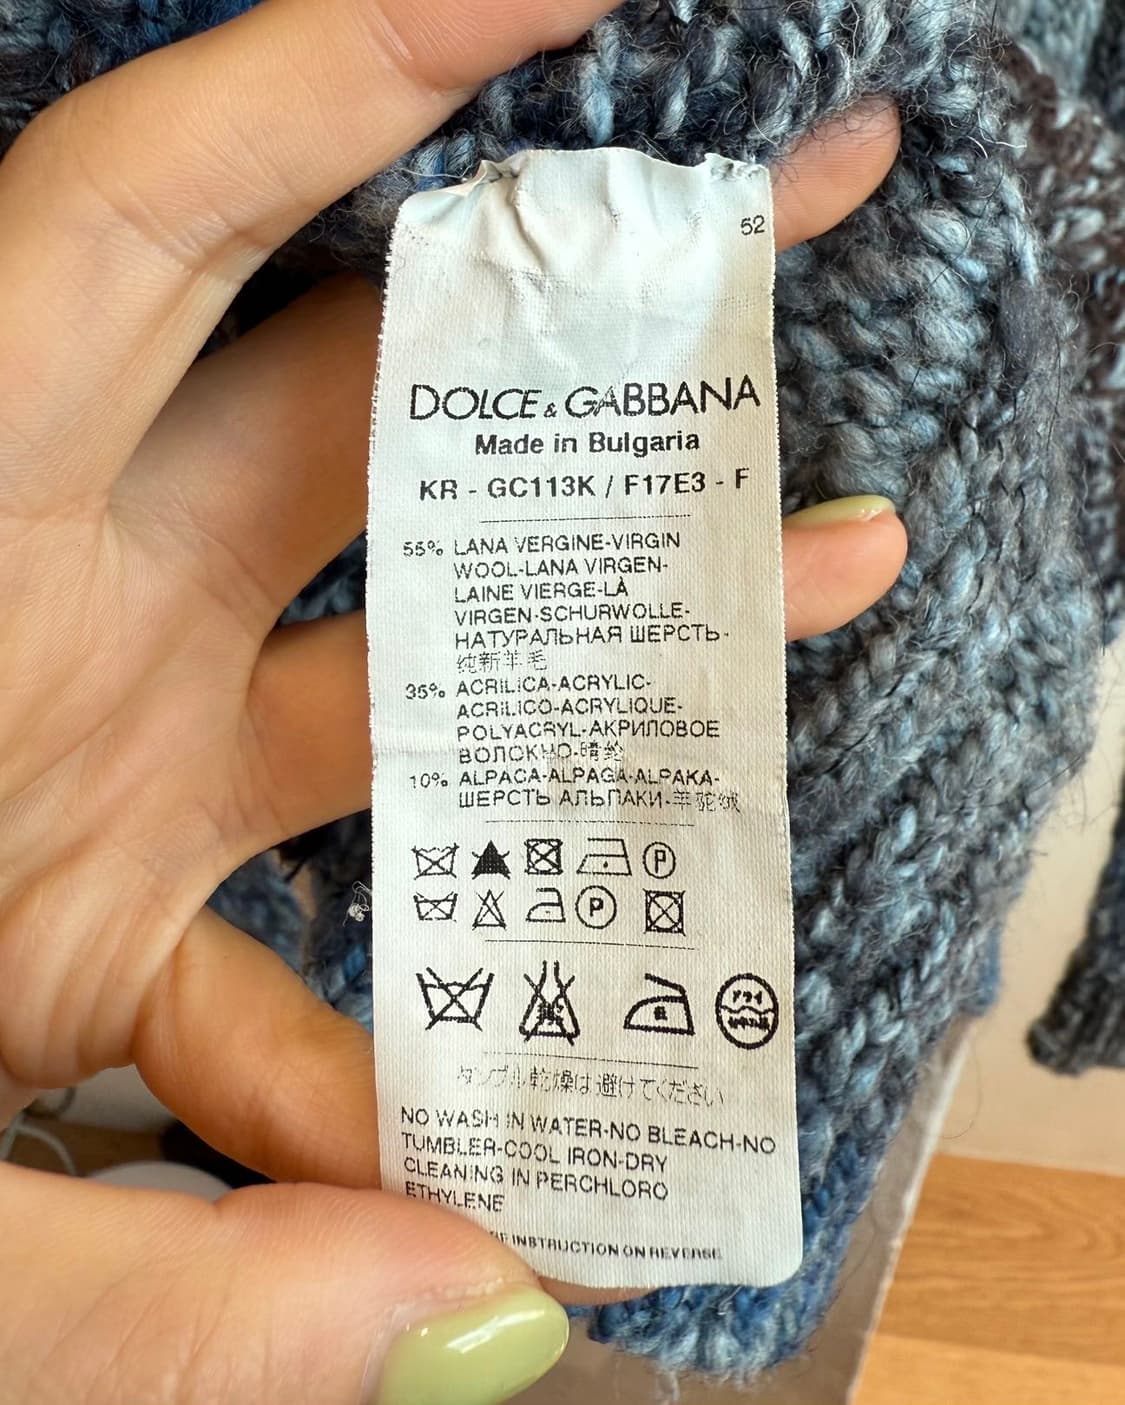 52
DOLCE & GABBANA
Made in Bulgaria
KR - GC113K / F17E3 - F
55% LANA VERGINE-VIRGIN
WOOL-LANA VIRGEN-
LAINE VIERGE-LÀ
VIRGEN-SCHURWOLLE-
НАТУРАЛЬНАЯ ШЕРСТЬ-
纯新羊毛
35% ACRILICA-ACRYLIC-
ACRILICO-ACRYLIQUE-
POLYACRYL-АКРИЛОВОЕ
ВОЛОКНО-腈纶
10% ALPACA-ALPAGA-ALPAKA-
ШЕРСТЬ АЛЬПАКИ-羊驼绒
P
P
ドライ
タンブル乾燥は避けてください
NO WASH IN WATER-NO BLEACH-NO
TUMBLER-COOL IRON-DRY
CLEANING IN PERCHLORO
ETHYLENE
INSTRUCTION ON REVERSE